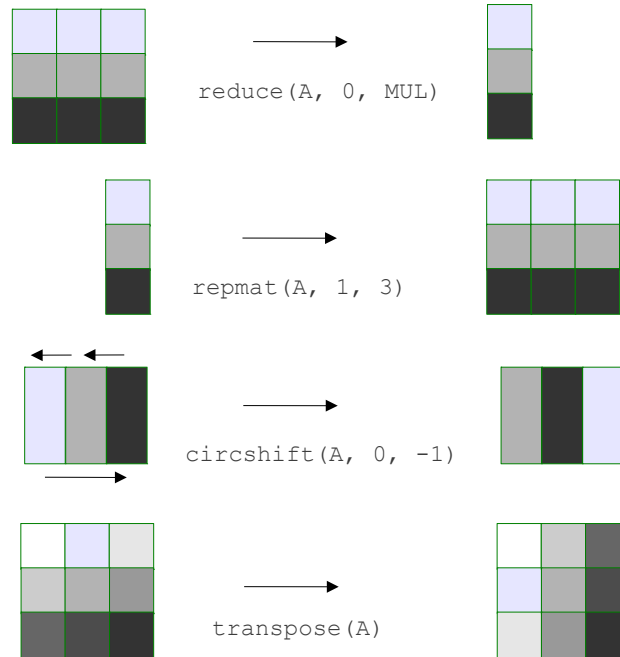 reduce(A, 0, MUL)
repmat(A, 1, 3)
circshift(A, 0, -1)
transpose(A)